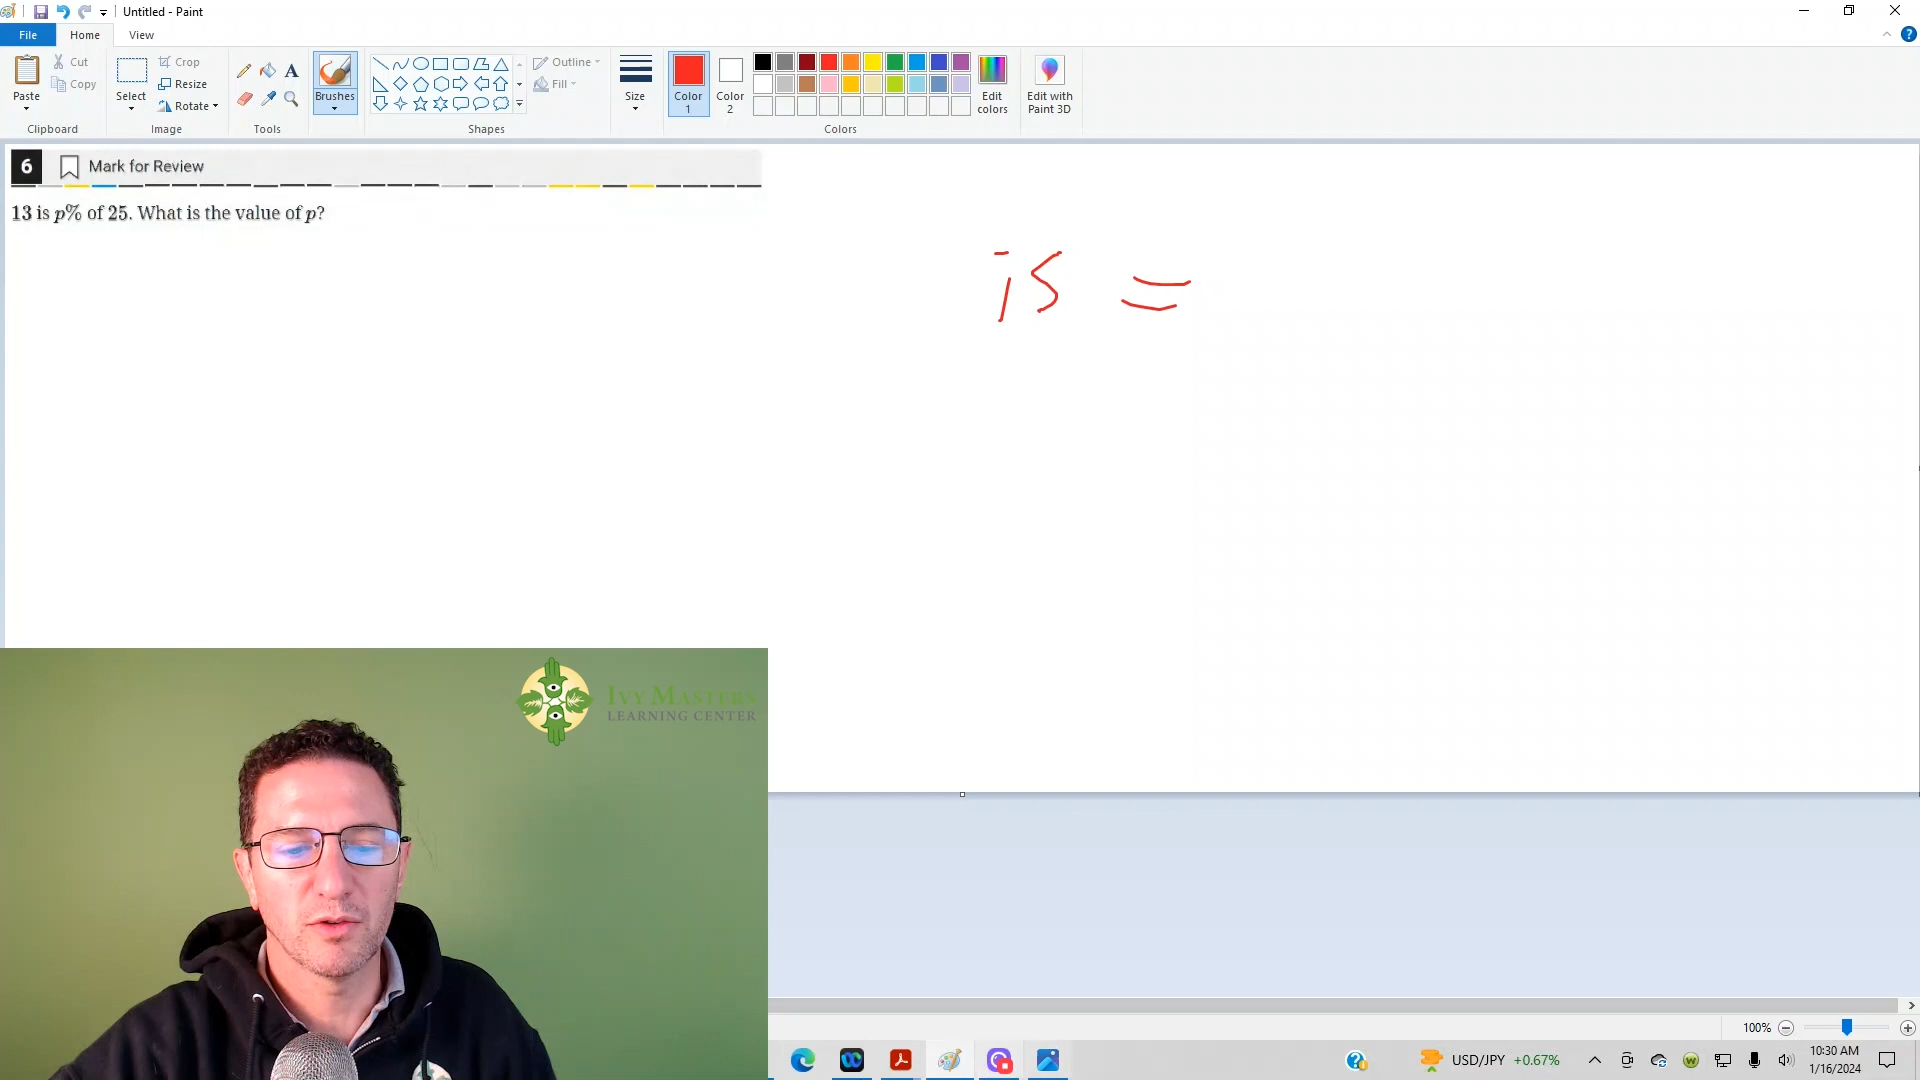 Untitled - Paint
File Home View
Paste Cut Copy Clipboard
Select Crop Resize Rotate Image
A Tools
Brushes
Shapes Outline Fill
Size
Color 1 Color 2 Edit colors Colors
Edit with Paint 3D
6 Mark for Review
13 is p% of 25. What is the value of p?
is =
IVY MASTERS
LEARNING CENTER
100%
USD/JPY +0.67%
10:30 AM
1/16/2024